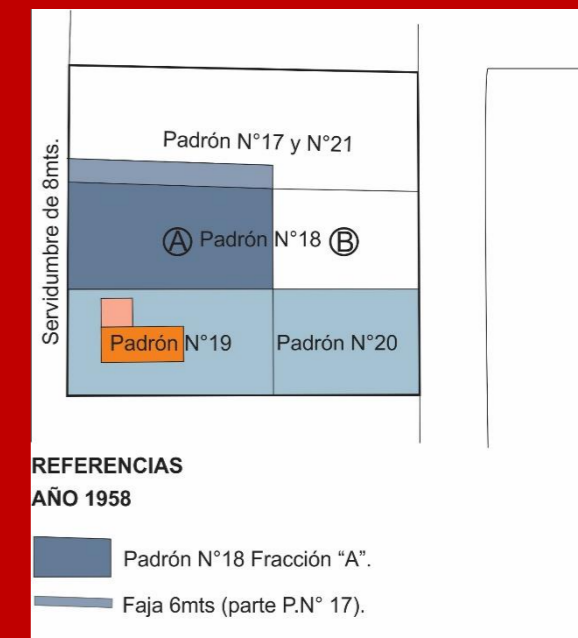 Padrón N°17 y N°21
Servidumbre de 8mts.
A Padrón N°18 B
Padrón N°19
Padrón N°20
REFERENCIAS
AÑO 1958
Padrón N°18 Fracción “A”.
Faja 6mts (parte P.N° 17).